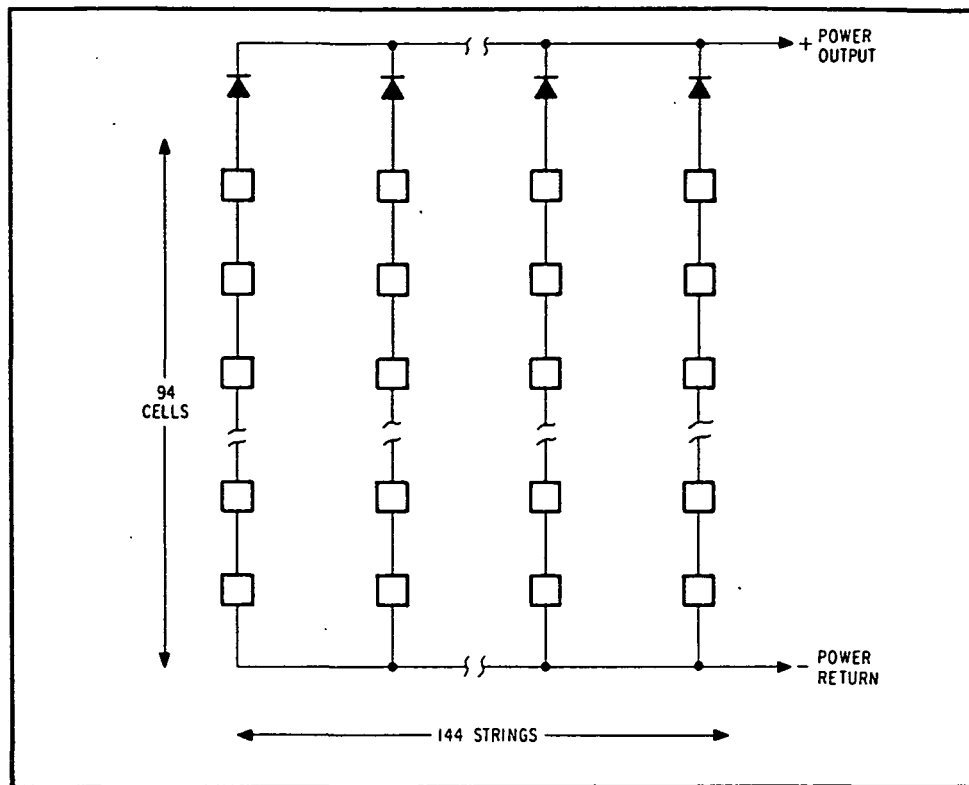 + POWER
OUTPUT
94
CELLS
- POWER
RETURN
144 STRINGS